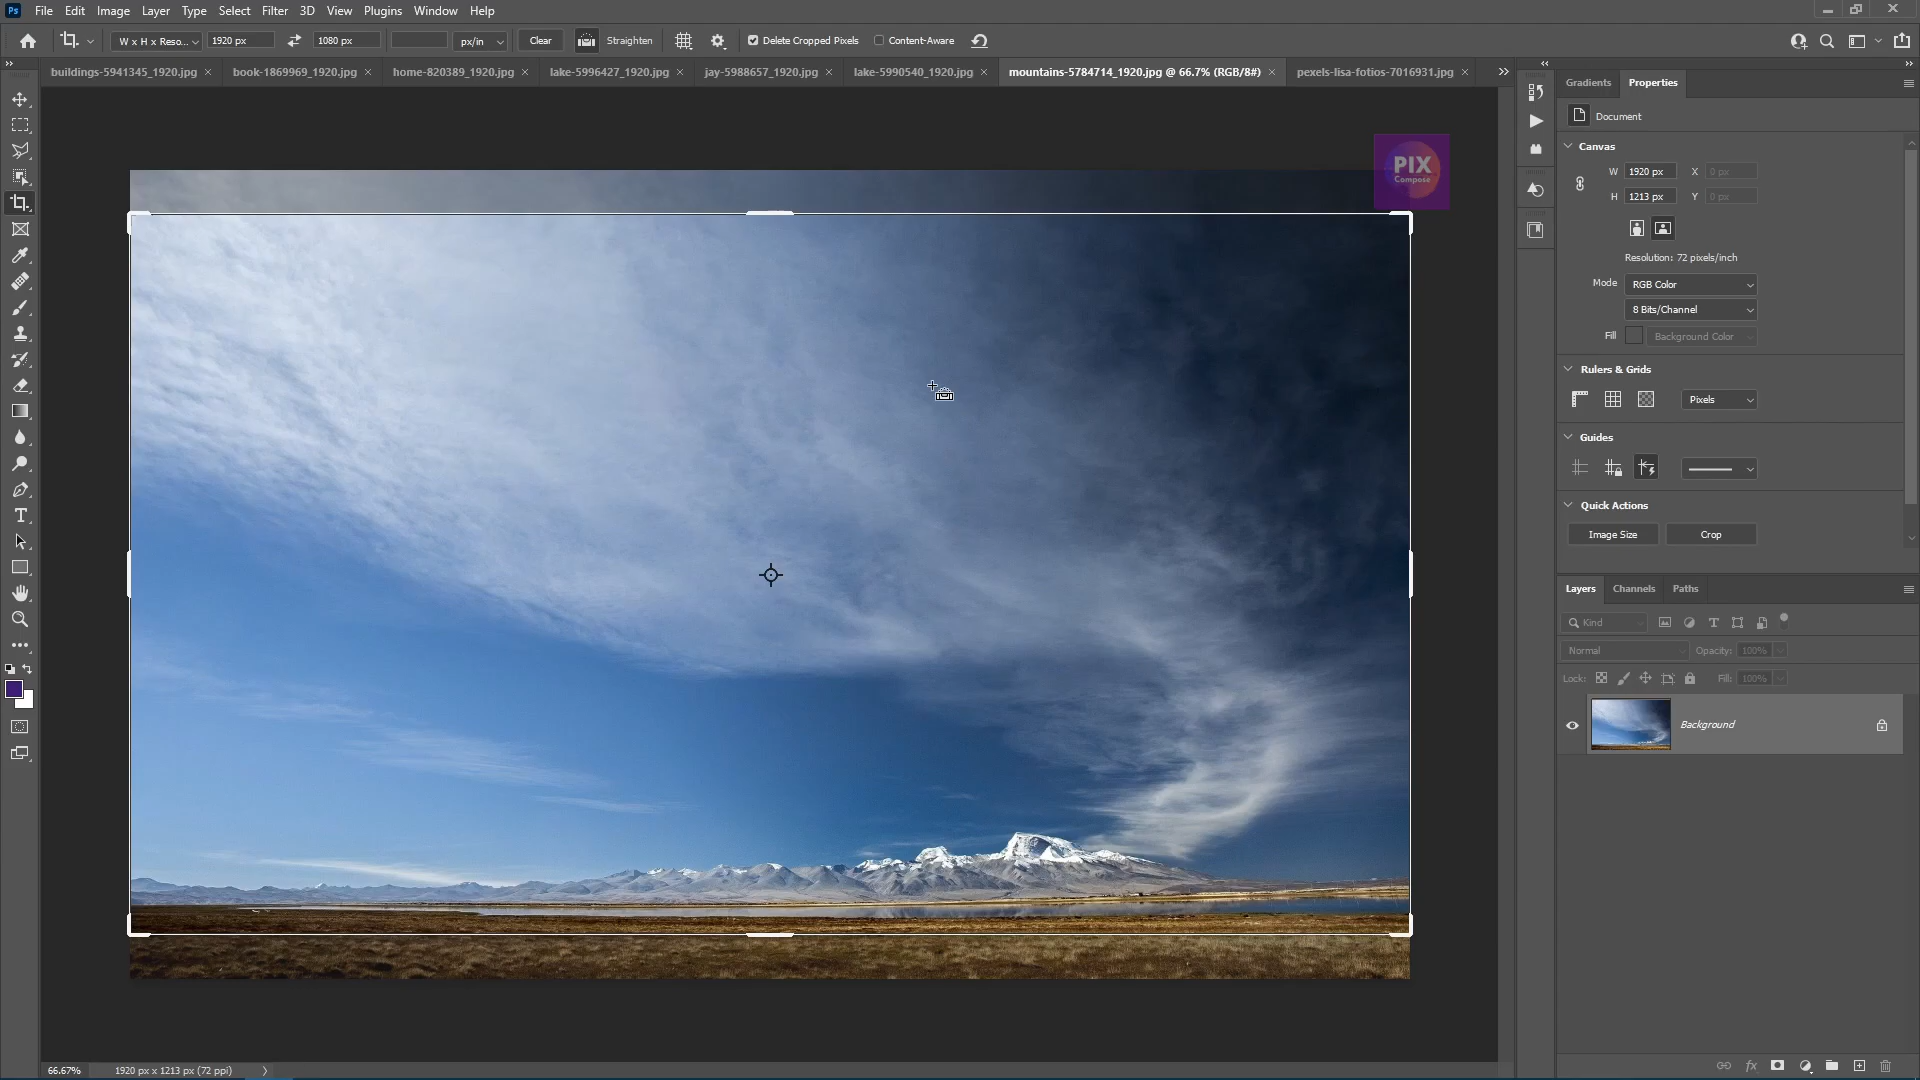 Ps File Edit Image Layer Type Select Filter 3D View Plugins Window Help
W x H x Reso... 1920 px 1080 px px/in Clear Straighten Delete Cropped Pixels Content-Aware
buildings-5941345_1920.jpg book-1869969_1920.jpg home-820389_1920.jpg lake-5996427_1920.jpg jay-5988657_1920.jpg lake-5990540_1920.jpg mountains-5784714_1920.jpg @ 66.7% (RGB/8#) pexels-lisa-fotios-7016931.jpg
Gradients Properties
Document
Canvas
W 1920 px X 0 px
H 1213 px Y 0 px
Resolution: 72 pixels/inch
Mode RGB Color
8 Bits/Channel
Fill Background Color
Rulers & Grids
Pixels
Guides
Quick Actions
Image Size Crop
Layers Channels Paths
Kind
Normal Opacity: 100%
Lock: Fill: 100%
Background
PIX
Compose
66.67% 1920 px x 1213 px (72 ppi)